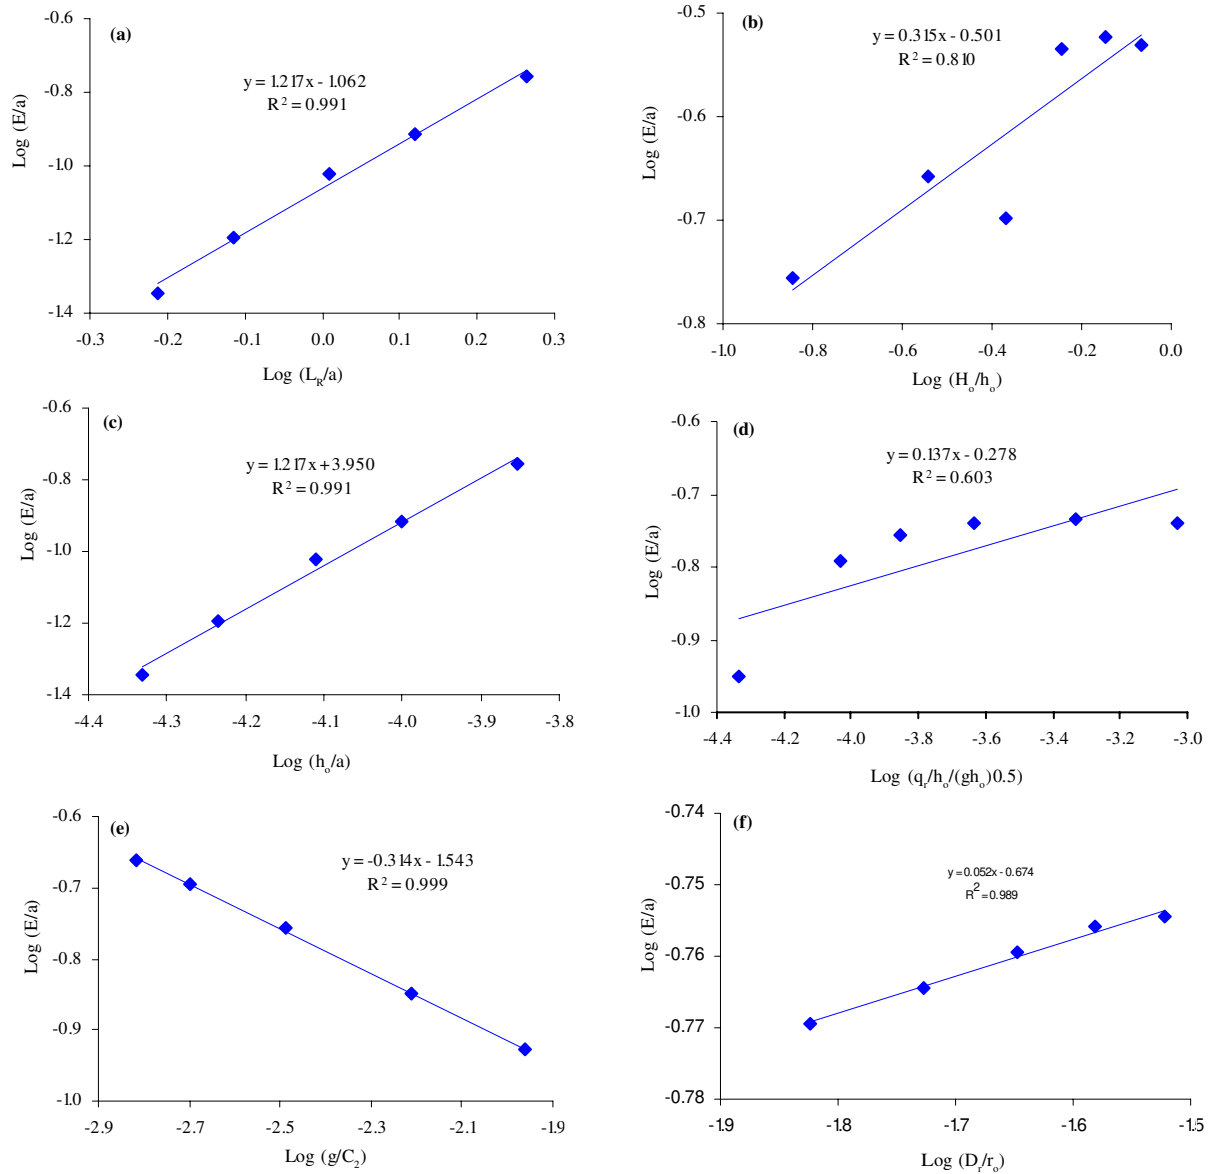 (a)
y = 1.217x - 1.062
R² = 0.991
-0.6
-0.8
-1.0
-1.2
-1.4
-0.3 -0.2 -0.1 0.0 0.1 0.2 0.3
Log (E/a)
Log (L_R/a)
(b)
y = 0.315x - 0.501
R² = 0.810
-0.5
-0.6
-0.7
-0.8
-1.0 -0.8 -0.6 -0.4 -0.2 0.0
Log (E/a)
Log (H_o/h_o)
(c)
y = 1.217x + 3.950
R² = 0.991
-0.6
-0.8
-1.0
-1.2
-1.4
-4.4 -4.3 -4.2 -4.1 -4.0 -3.9 -3.8
Log (E/a)
Log (h_o/a)
(d)
y = 0.137x - 0.278
R² = 0.603
-0.6
-0.7
-0.8
-0.9
-1.0
-4.4 -4.2 -4.0 -3.8 -3.6 -3.4 -3.2 -3.0
Log (E/a)
Log (q_r/h_o/(gh_o)0.5)
(e)
y = -0.314x - 1.543
R² = 0.999
-0.6
-0.7
-0.8
-0.9
-1.0
-2.9 -2.7 -2.5 -2.3 -2.1 -1.9
Log (E/a)
Log (g/C₂)
(f)
y = 0.052x - 0.674
R² = 0.989
-0.74
-0.75
-0.76
-0.77
-0.78
-1.9 -1.8 -1.7 -1.6 -1.5
Log (E/a)
Log (D_r/r_o)